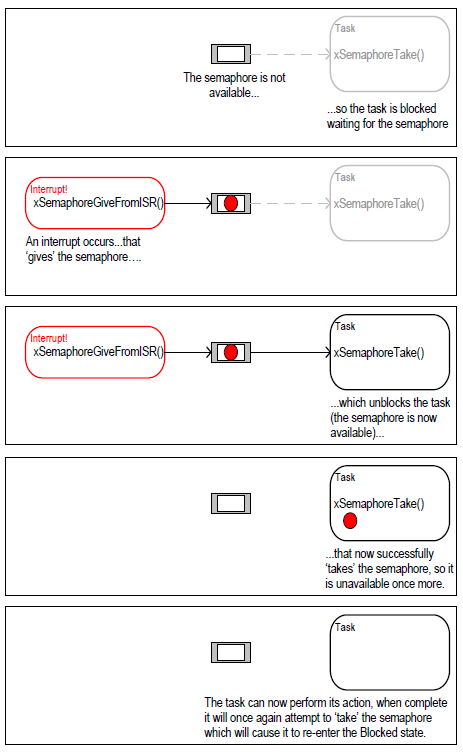 Task
xSemaphoreTake()
The semaphore is not
available...
...so the task is blocked
waiting for the semaphore
Interrupt!
xSemaphoreGiveFromISR()
Task
xSemaphoreTake()
An interrupt occurs...that
'gives' the semaphore....
Interrupt!
xSemaphoreGiveFromISR()
Task
xSemaphoreTake()
...which unblocks the task
(the semaphore is now
available)...
Task
xSemaphoreTake()
...that now successfully
'takes' the semaphore, so it
is unavailable once more.
Task
The task can now perform its action, when complete
it will once again attempt to 'take' the semaphore
which will cause it to re-enter the Blocked state.